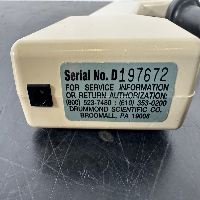 Serial No. D197672
FOR SERVICE INFORMATION
OR RETURN AUTHORIZATION:
(800) 523-7480 : (610) 353-0200
DRUMMOND SCIENTIFIC CO.
BROOMALL, PA 19008